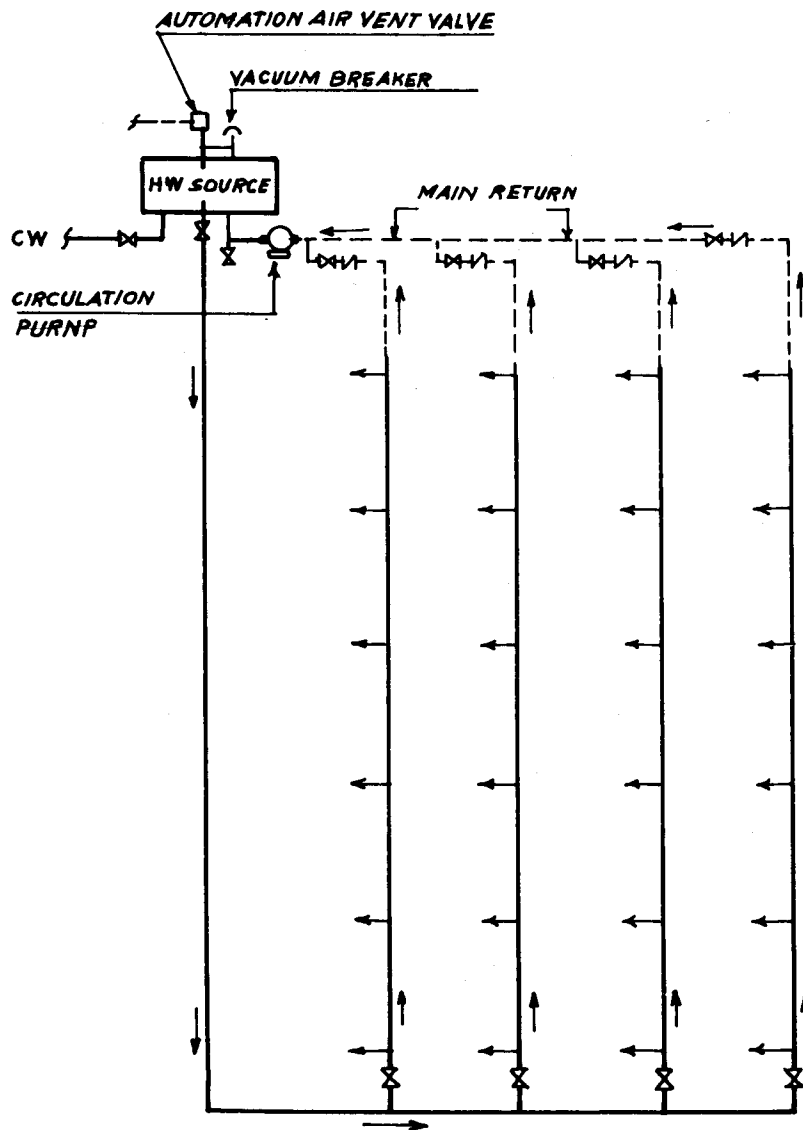 AUTOMATION AIR VENT VALVE
VACUUM BREAKER
HW SOURCE
MAIN RETURN
CW
CIRCULATION
PURNP